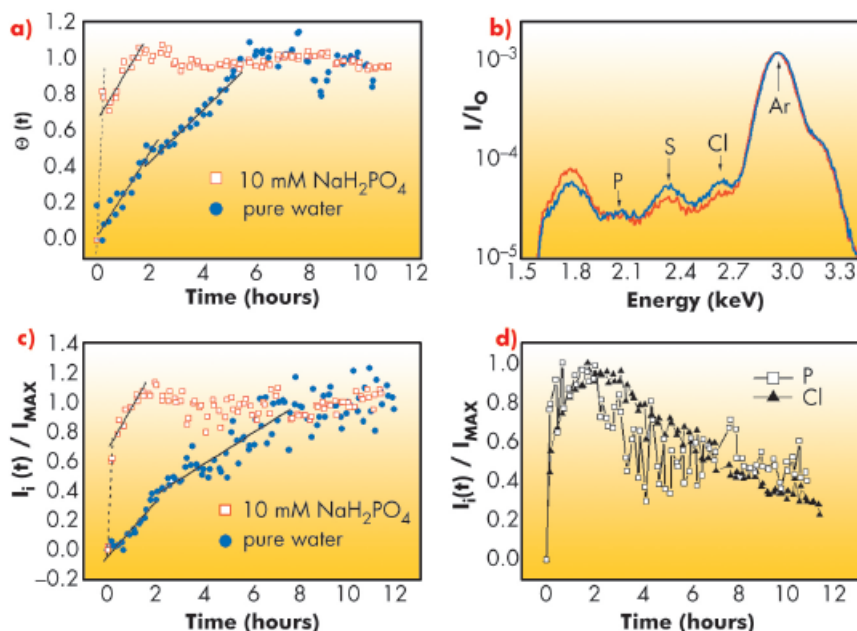 a)
1.2
1.0
0.8
0.6
0.4
0.2
0.0
Θ (t)
10 mM NaH₂PO₄
pure water
0 2 4 6 8 10 12
Time (hours)
b)
10⁻³
10⁻⁴
10⁻⁵
I/I₀
P
S
Cl
Ar
1.5 1.8 2.1 2.4 2.7 3.0 3.3
Energy (keV)
c)
1.4
1.2
1.0
0.8
0.6
0.4
0.2
0.0
–0.2
Iᵢ (t) / I_MAX
10 mM NaH₂PO₄
pure water
0 2 4 6 8 10 12
Time (hours)
d)
1.0
0.8
0.6
0.4
0.2
0.0
Iᵢ(t) / I_MAX
P
Cl
0 2 4 6 8 10 12
Time (hours)